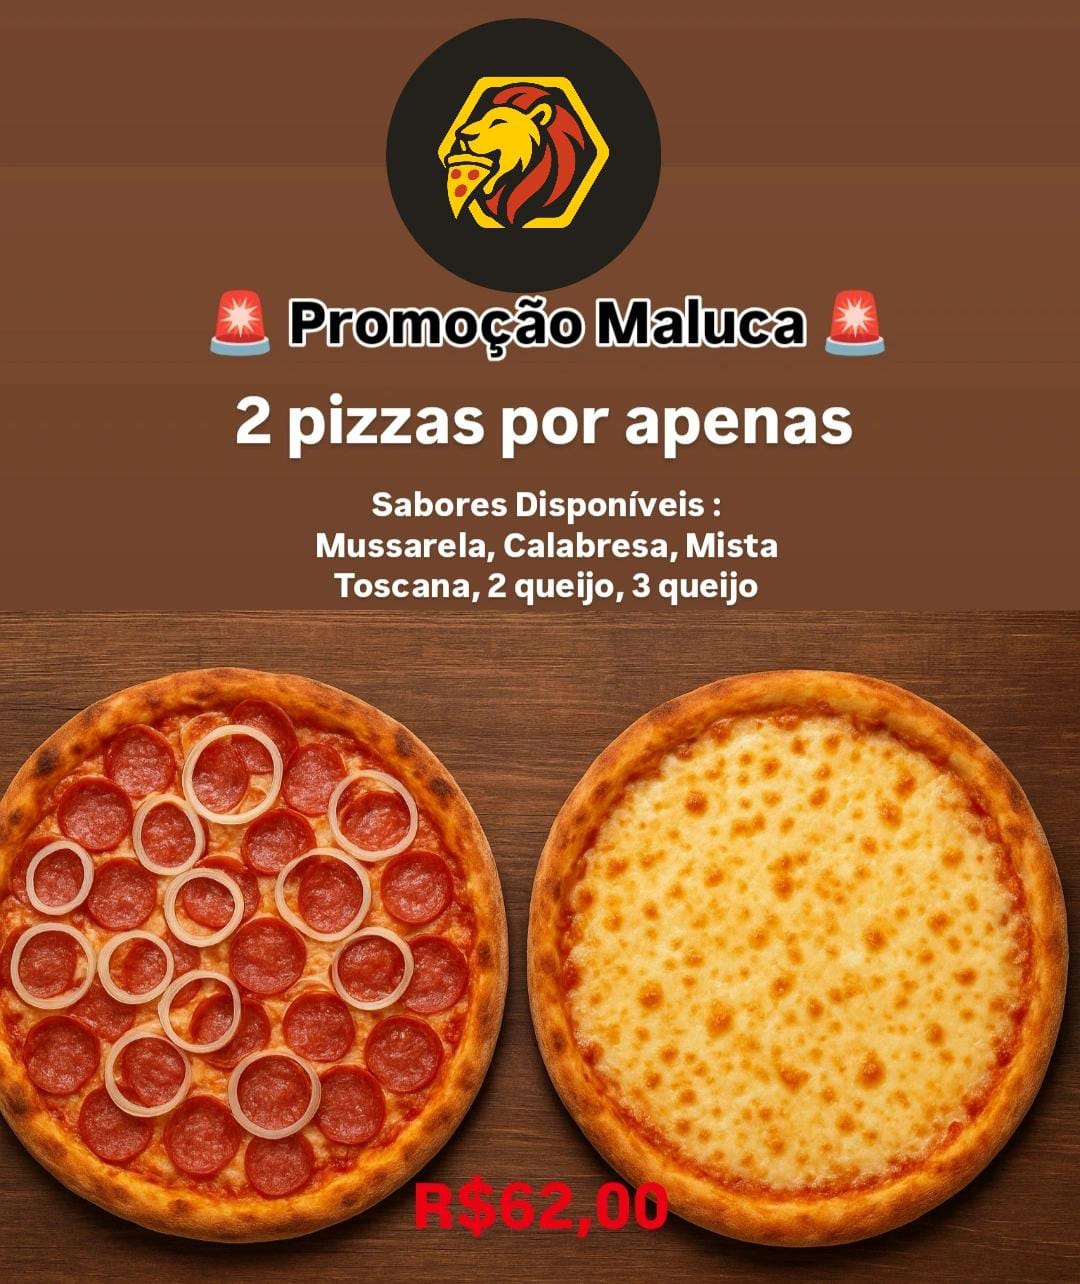 🚨 Promoção Maluca 🚨
2 pizzas por apenas
Sabores Disponíveis :
Mussarela, Calabresa, Mista
Toscana, 2 queijo, 3 queijo
R$62,00